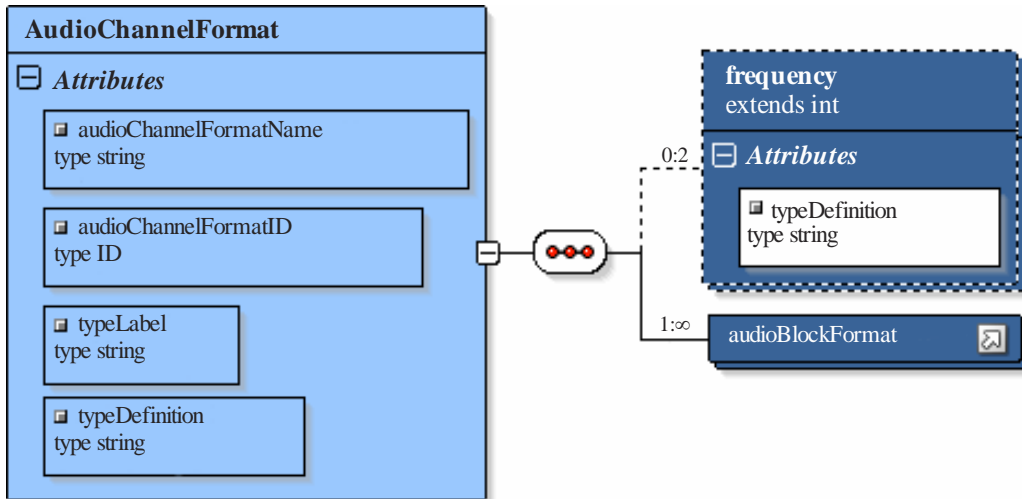 AudioChannelFormat
Attributes
audioChannelFormatName
type string
audioChannelFormatID
type ID
typeLabel
type string
typeDefinition
type string
0:2
frequency
extends int
Attributes
typeDefinition
type string
1:∞
audioBlockFormat